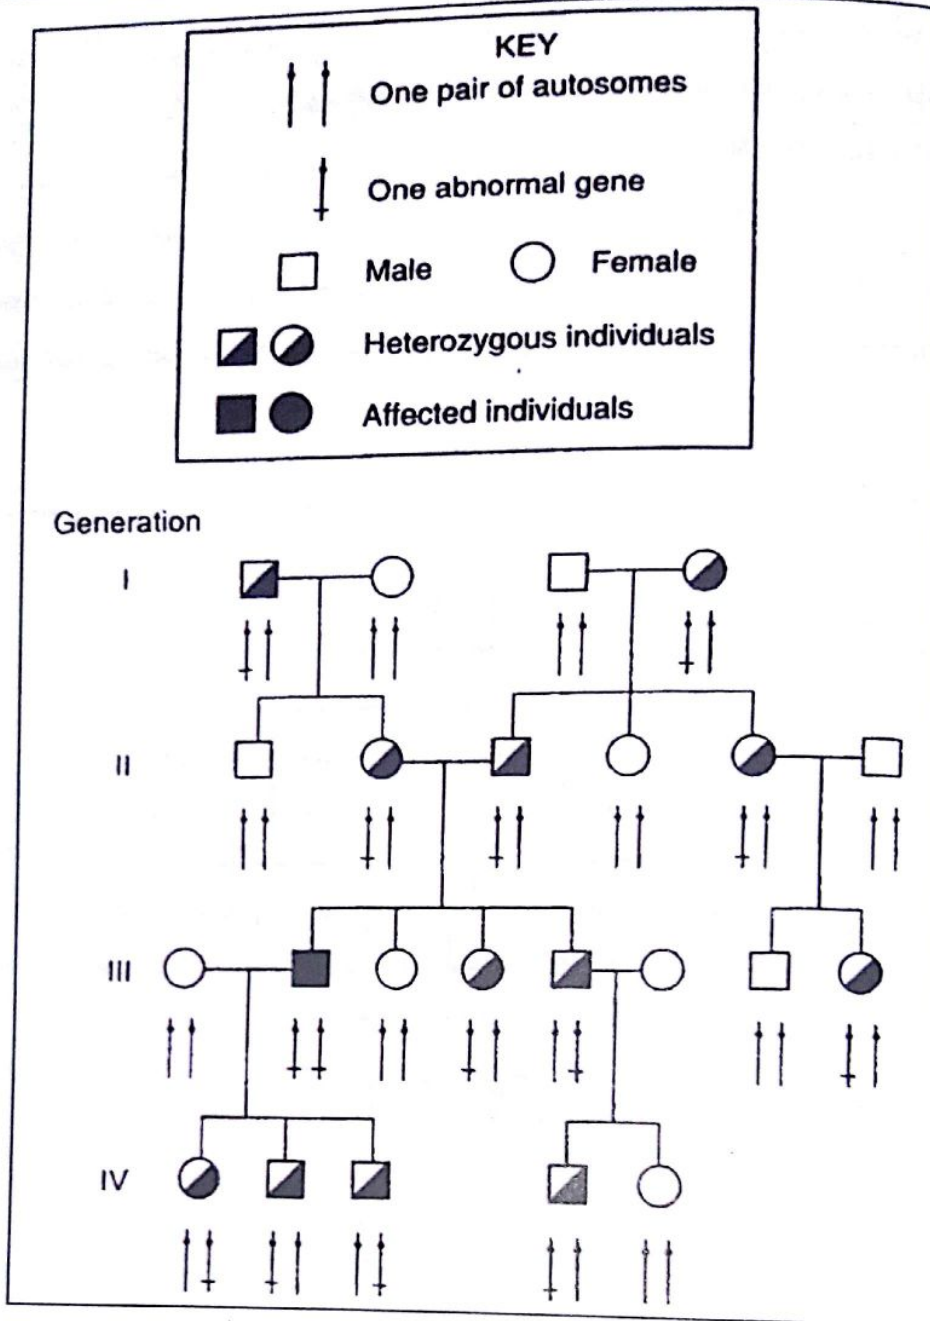 KEY
One pair of autosomes
One abnormal gene
Male Female
Heterozygous individuals
Affected individuals
Generation
I
II
III
IV